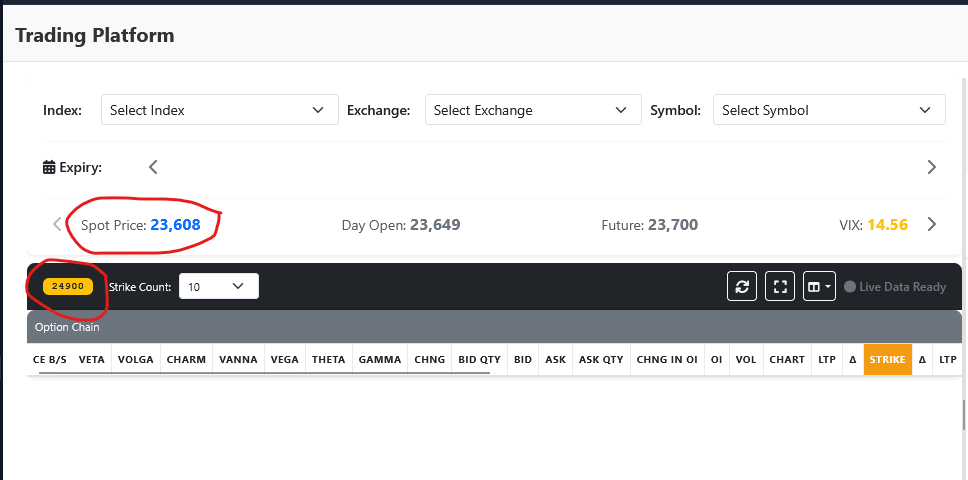 Trading Platform
Index: Select Index Exchange: Select Exchange Symbol: Select Symbol
Expiry:
Spot Price: 23,608 Day Open: 23,649 Future: 23,700 VIX: 14.56
24900 Strike Count: 10 Live Data Ready
Option Chain
CE B/S VETA VOLGA CHARM VANNA VEGA THETA GAMMA CHNG BID QTY BID ASK ASK QTY CHNG IN OI OI VOL CHART LTP Δ STRIKE Δ LTP